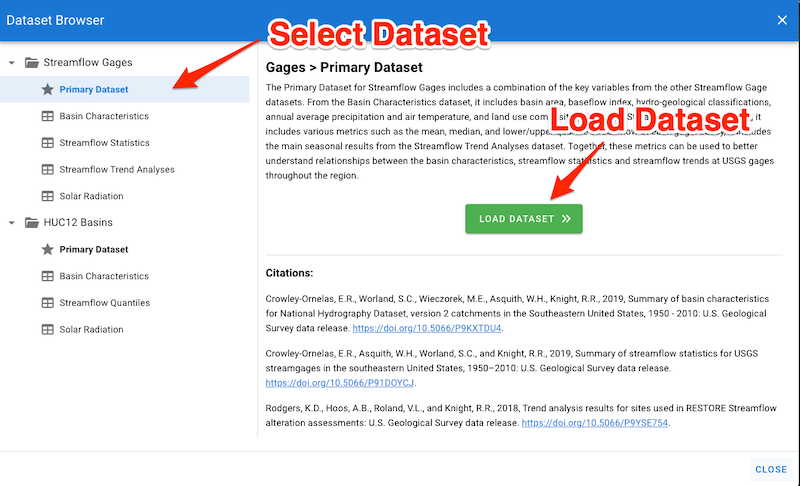 Dataset Browser
Select Dataset
Streamflow Gages
Primary Dataset
Basin Characteristics
Streamflow Statistics
Streamflow Trend Analyses
Solar Radiation
HUC12 Basins
Primary Dataset
Basin Characteristics
Streamflow Quantiles
Solar Radiation
Gages > Primary Dataset
The Primary Dataset for Streamflow Gages includes a combination of the key variables from the other Streamflow Gage
datasets. From the Basin Characteristics dataset, it includes basin area, baseflow index, hydro-geological classifications,
annual average precipitation and air temperature, and land use
it
Load Dataset
includes various metrics such as the mean, median, and
the main seasonal results from the Streamflow Trend Analyses dataset. Together, these metrics can be used to better
understand relationships between the basin characteristics, streamflow statistics and streamflow trends at USGS gages
throughout the region.
LOAD DATASET
Citations:
Crowley-Ornelas, E.R., Worland, S.C., Wieczorek, M.E., Asquith, W.H., Knight, R.R., 2019, Summary of basin characteristics
for National Hydrography Dataset, version 2 catchments in the Southeastern United States, 1950 - 2010: U.S. Geological
Survey data release. https://doi.org/10.5066/P9KXTDU4.
Crowley-Ornelas, E.R., Asquith, W.H., Worland, S.C., and Knight, R.R., 2019, Summary of streamflow statistics for USGS
streamgages in the southeastern United States, 1950–2010: U.S. Geological Survey data release.
https://doi.org/10.5066/P91DOYCJ.
Rodgers, K.D., Hoos, A.B., Roland, V.L., and Knight, R.R., 2018, Trend analysis results for sites used in RESTORE Streamflow
alteration assessments: U.S. Geological Survey data release. https://doi.org/10.5066/P9YSE754.
CLOSE